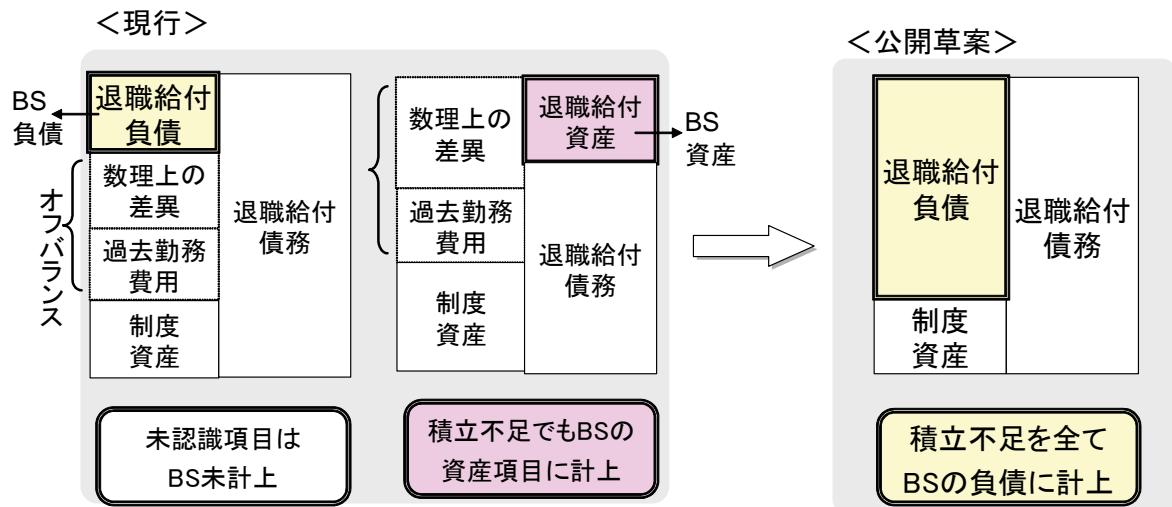 ＜現行＞
BS
負債
退職給付
負債
数理上の
差異
過去勤務
費用
制度
資産
オフバランス
退職給付
債務
数理上の
差異
過去勤務
費用
制度
資産
退職給付
資産
BS
資産
退職給付
債務
未認識項目は
BS未計上
積立不足でもBSの
資産項目に計上
＜公開草案＞
退職給付
負債
制度
資産
退職給付
債務
積立不足を全て
BSの負債に計上